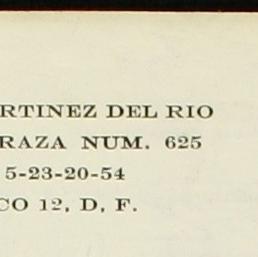 RTINEZ DEL RIO
RAZA NUM. 625
5-23-20-54
CO 12, D, F.